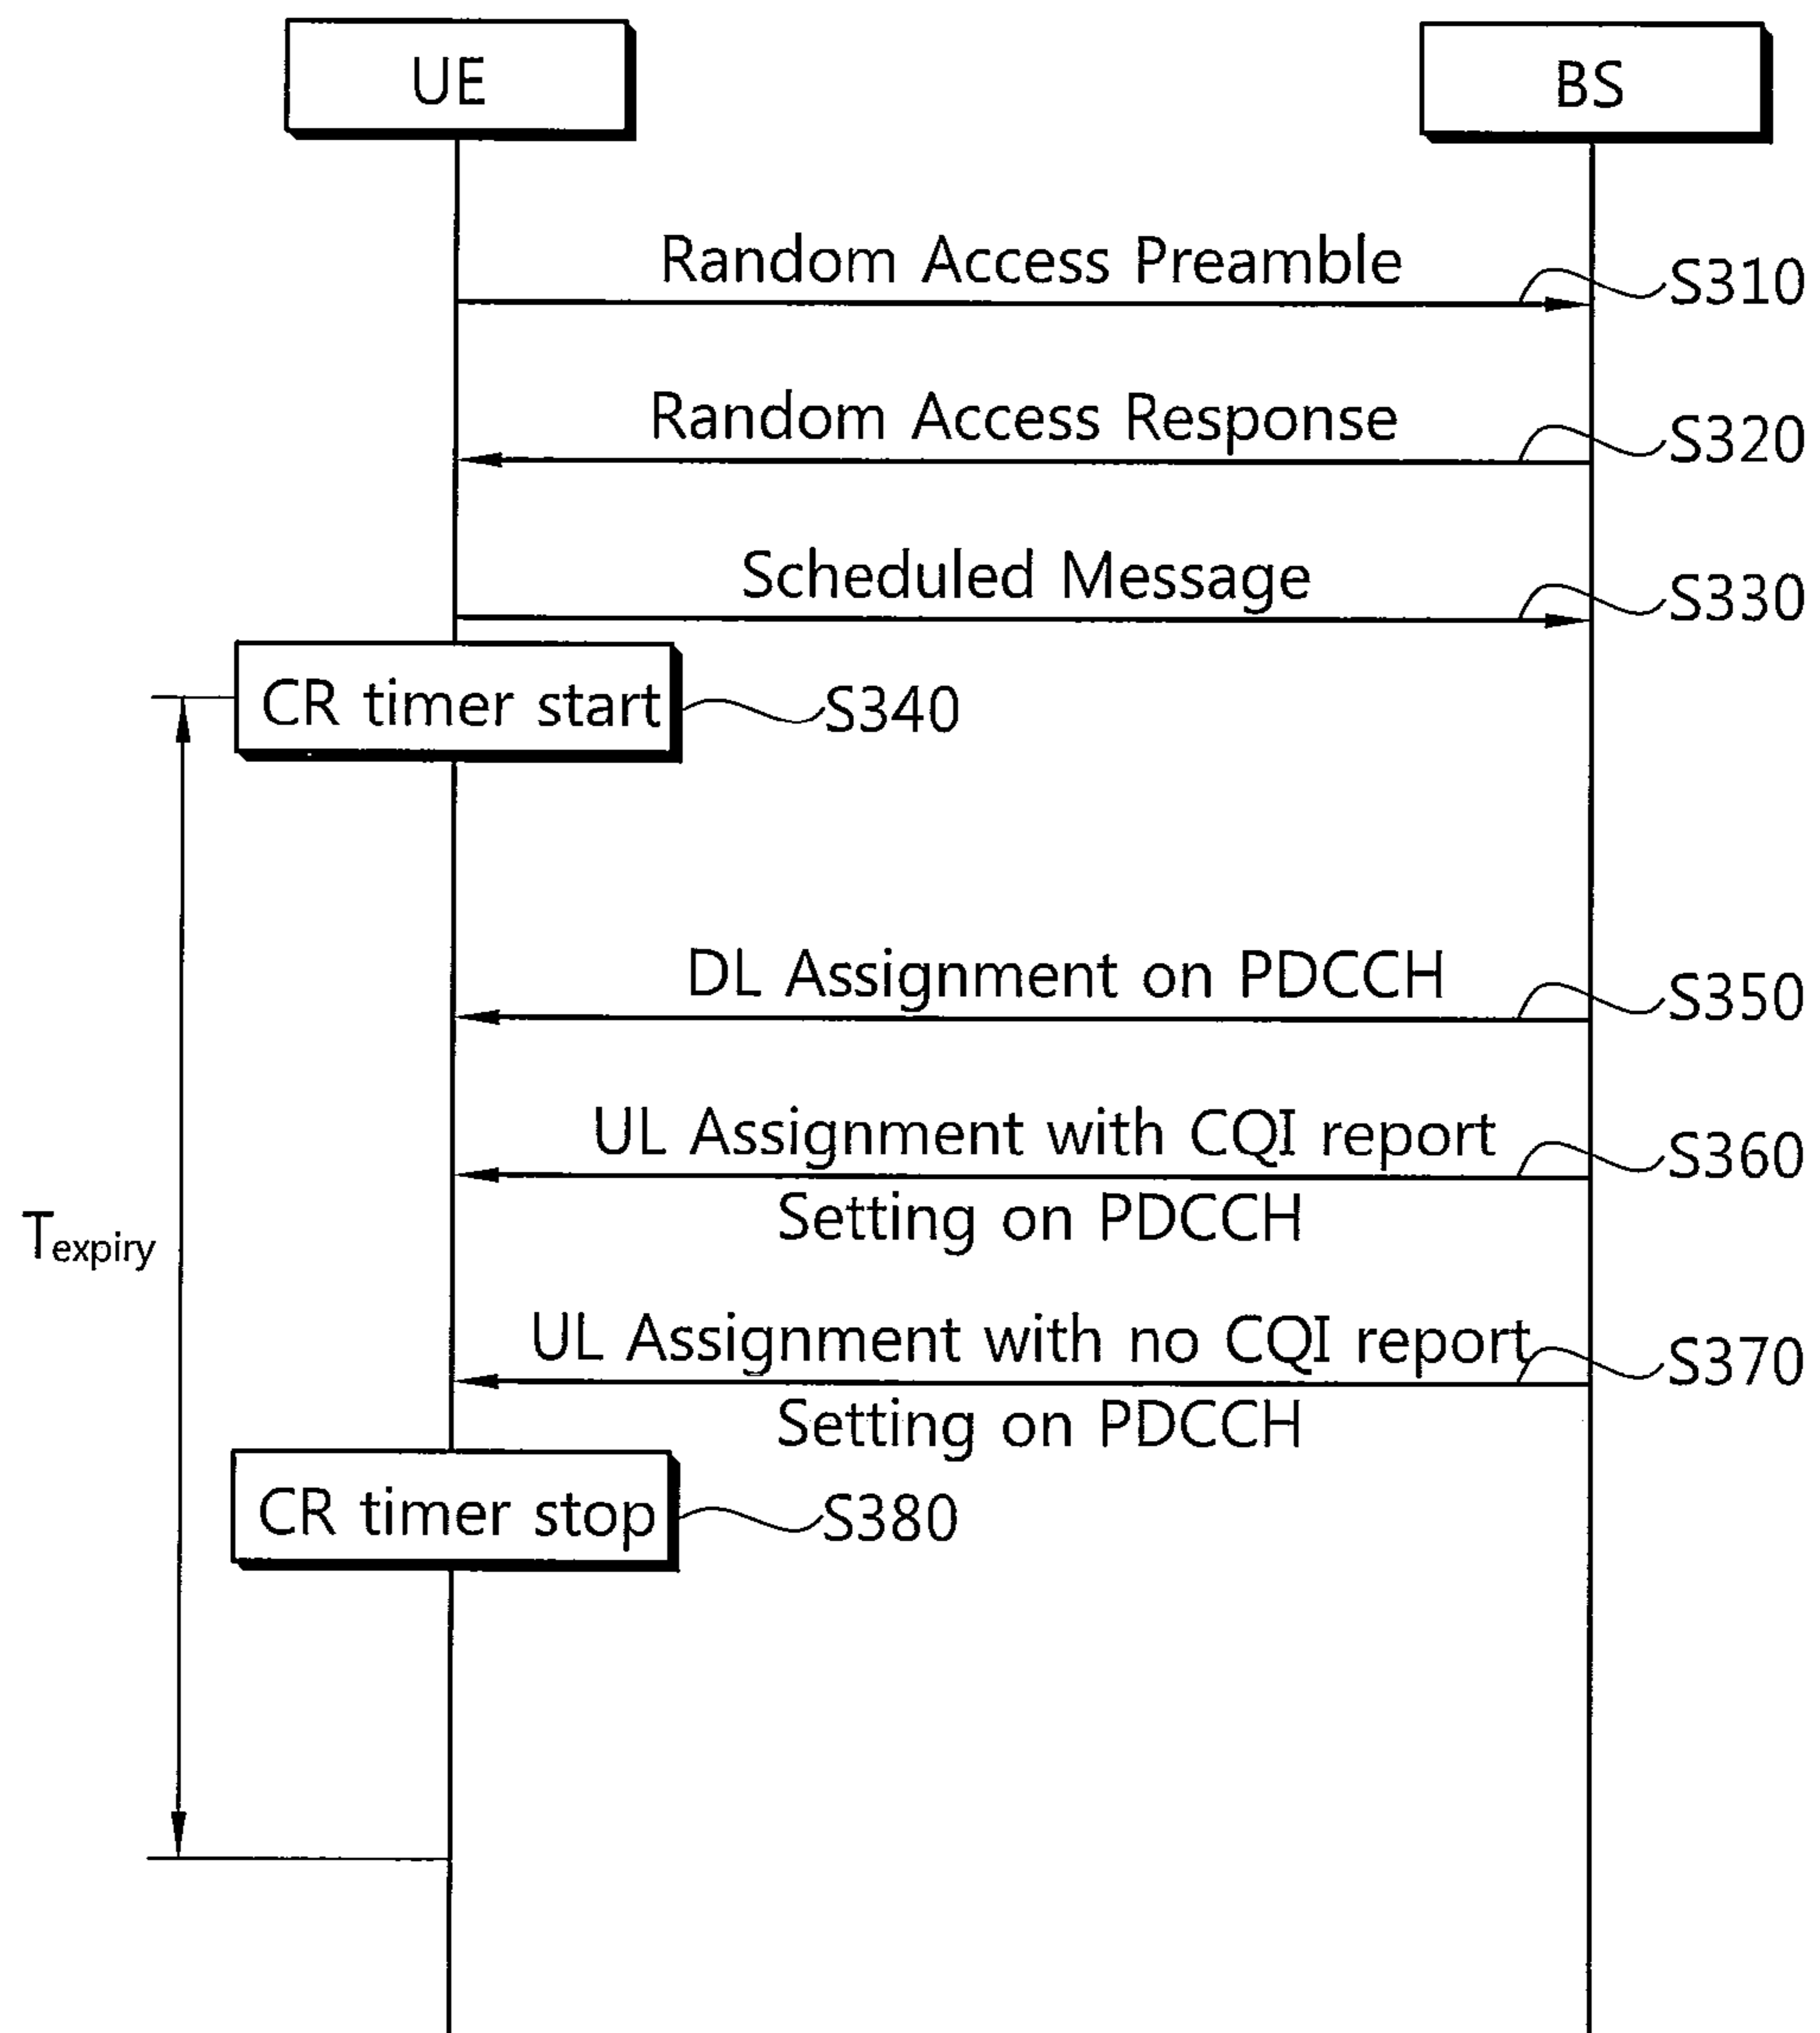 UE
BS
Random Access Preamble
S310
Random Access Response
S320
Scheduled Message
S330
CR timer start
S340
DL Assignment on PDCCH
S350
UL Assignment with CQI report
S360
Setting on PDCCH
Texpiry
UL Assignment with no CQI report
S370
Setting on PDCCH
CR timer stop
S380